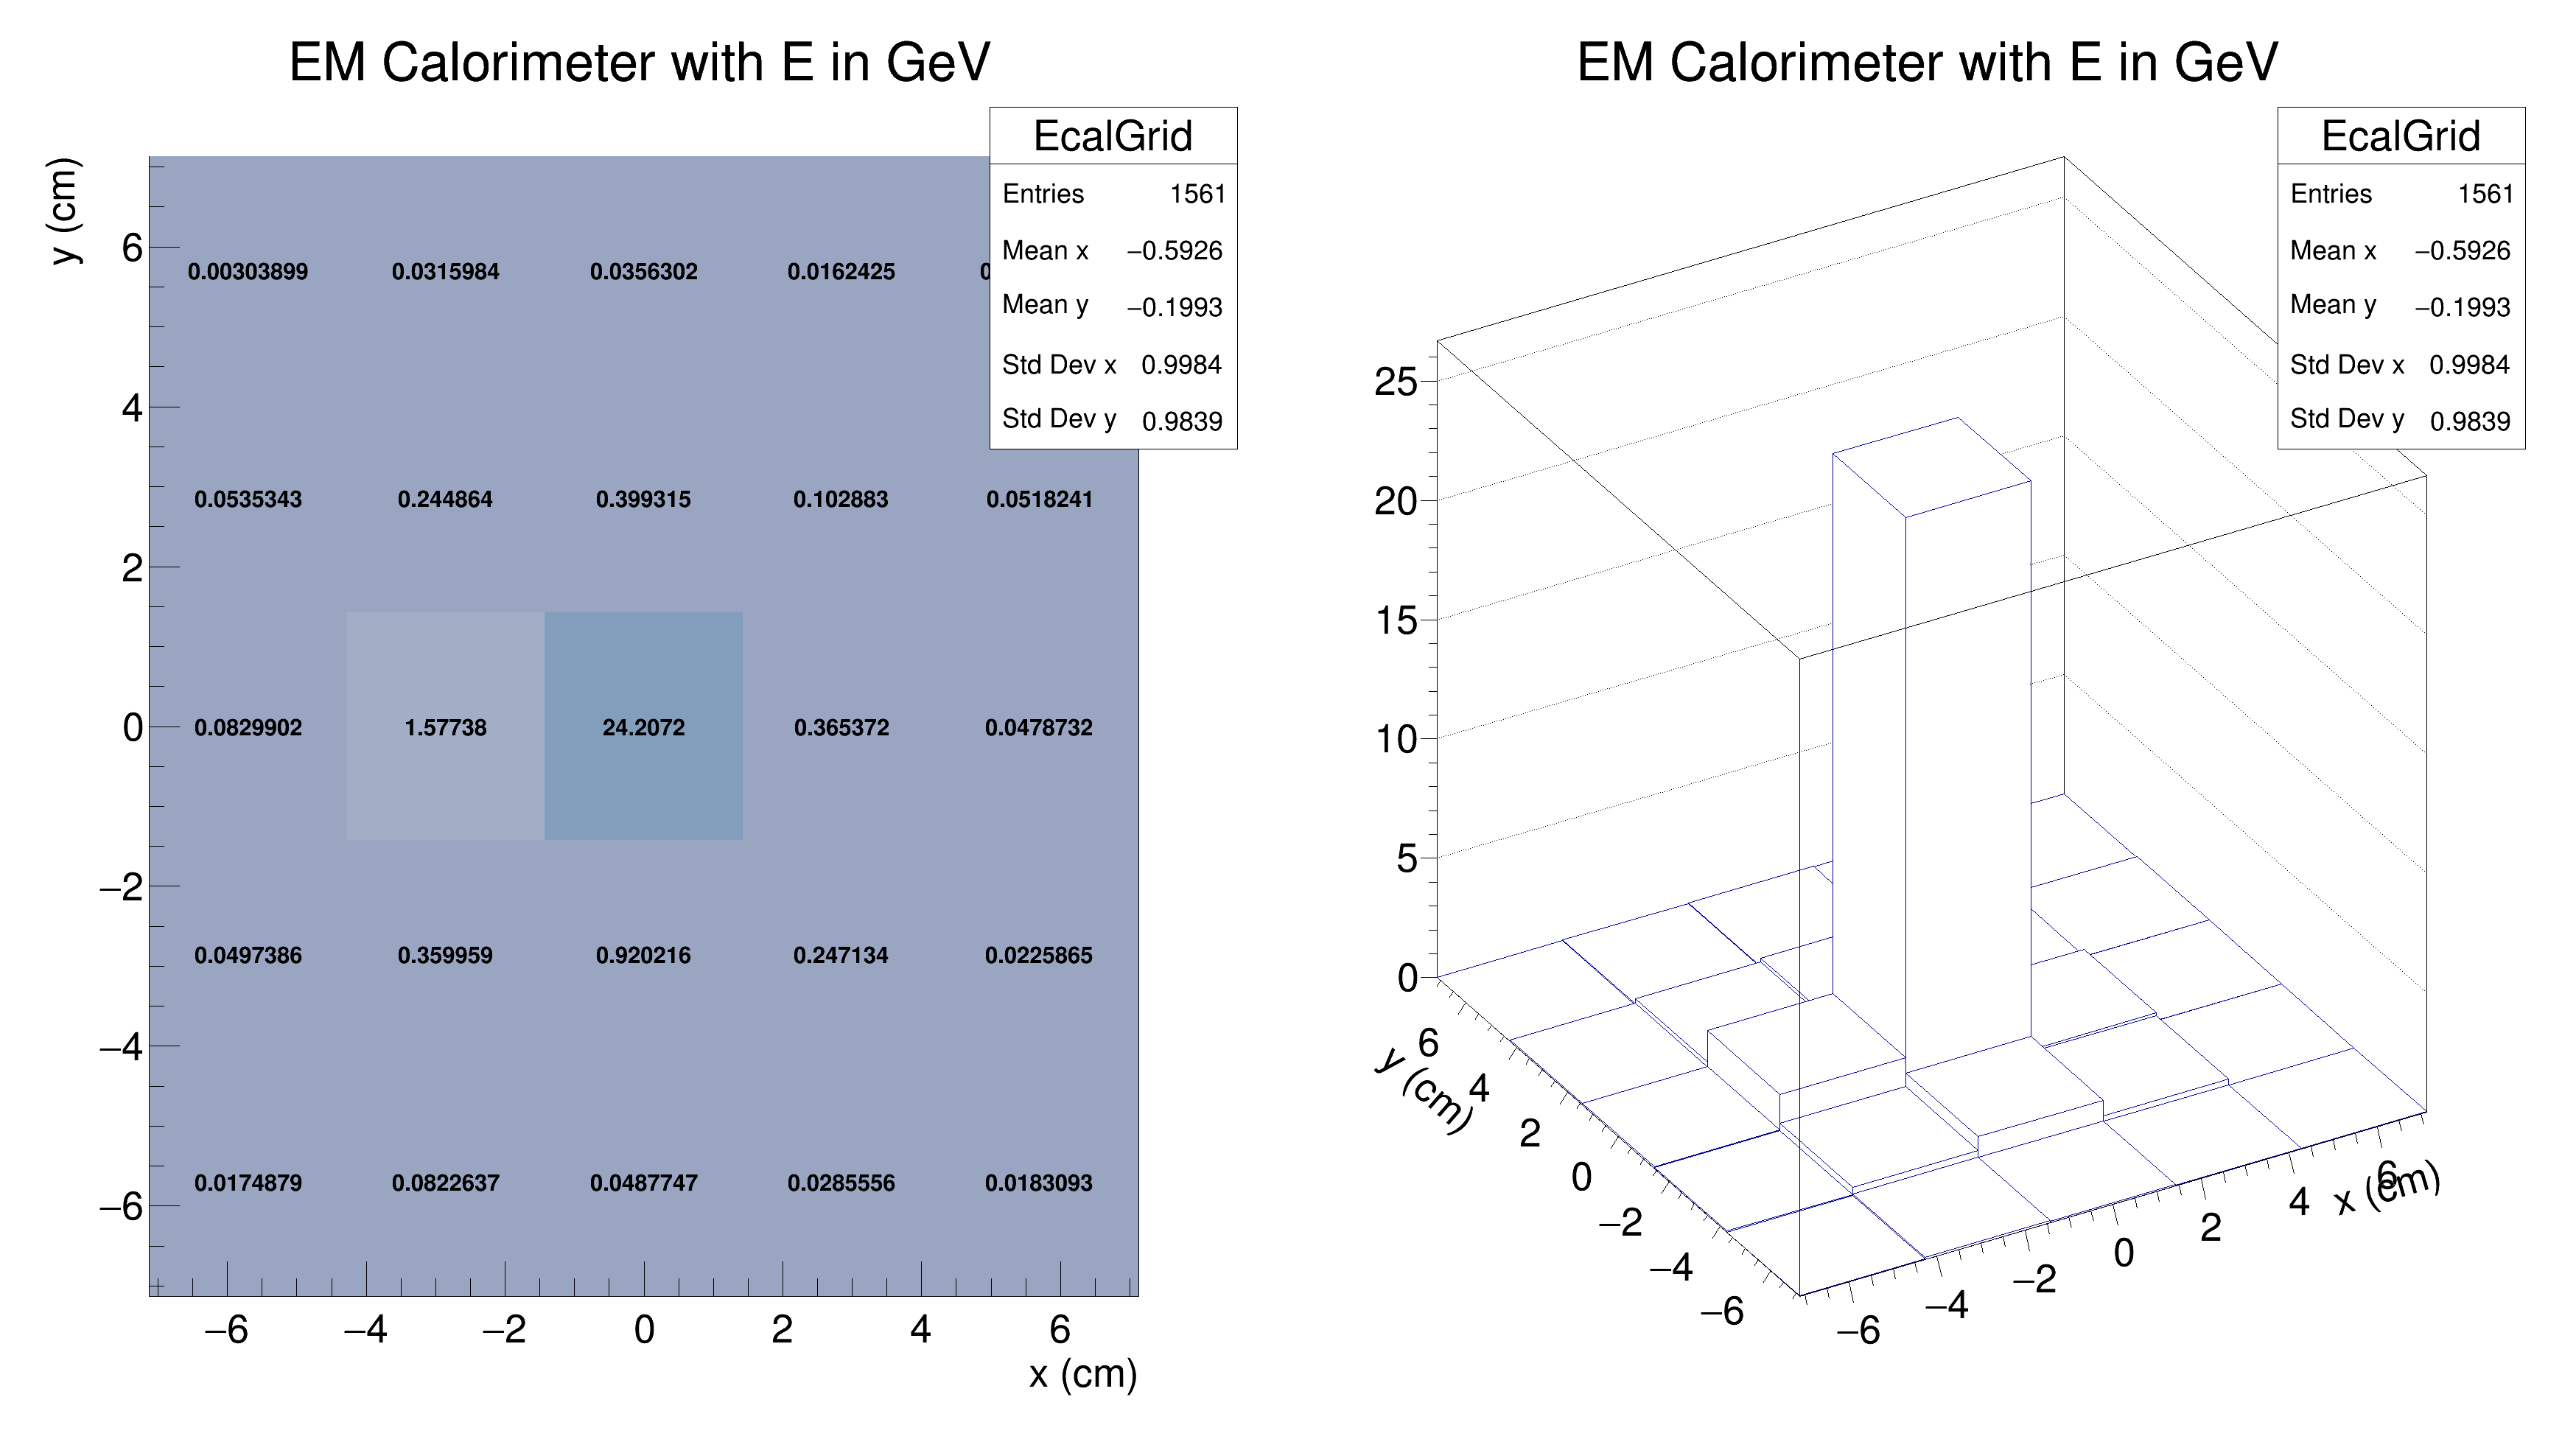 EM Calorimeter with E in GeV
EcalGrid
Entries 1561
Mean x −0.5926
Mean y −0.1993
Std Dev x 0.9984
Std Dev y 0.9839
y (cm)
6
4
2
0
−2
−4
−6
0.00303899 0.0315984 0.0356302 0.0162425
0.0535343 0.244864 0.399315 0.102883 0.0518241
0.0829902 1.57738 24.2072 0.365372 0.0478732
0.0497386 0.359959 0.920216 0.247134 0.0225865
0.0174879 0.0822637 0.0487747 0.0285556 0.0183093
−6 −4 −2 0 2 4 6
x (cm)
EM Calorimeter with E in GeV
EcalGrid
Entries 1561
Mean x −0.5926
Mean y −0.1993
Std Dev x 0.9984
Std Dev y 0.9839
25
20
15
10
5
0
y (cm)
6
4
2
0
−2
−4
−6
−6 −4 −2 0 2 4 6
x (cm)